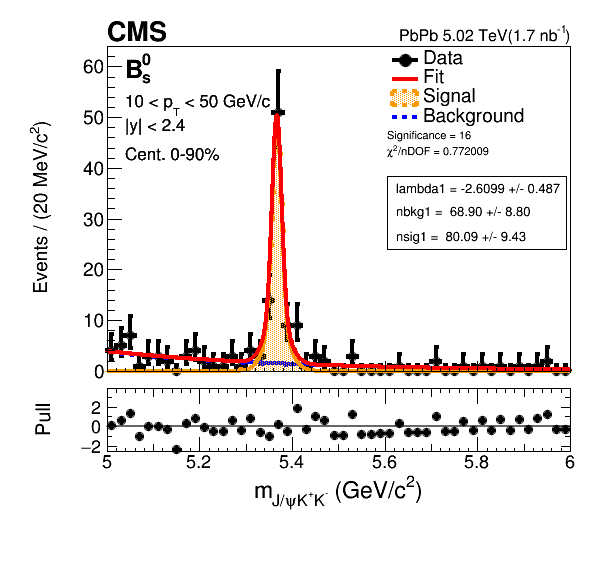 CMS
PbPb 5.02 TeV(1.7 nb⁻¹)
B⁰ₛ
10 < p_T < 50 GeV/c
|y| < 2.4
Cent. 0-90%
Data
Fit
Signal
Background
Significance = 16
χ²/nDOF = 0.772009
lambda1 = -2.6099 +/- 0.487
nbkg1 = 68.90 +/- 8.80
nsig1 = 80.09 +/- 9.43
Events / (20 MeV/c²)
60
50
40
30
20
10
0
Pull
2
0
−2
5 5.2 5.4 5.6 5.8 6
m_J/ψK⁺K⁻ (GeV/c²)